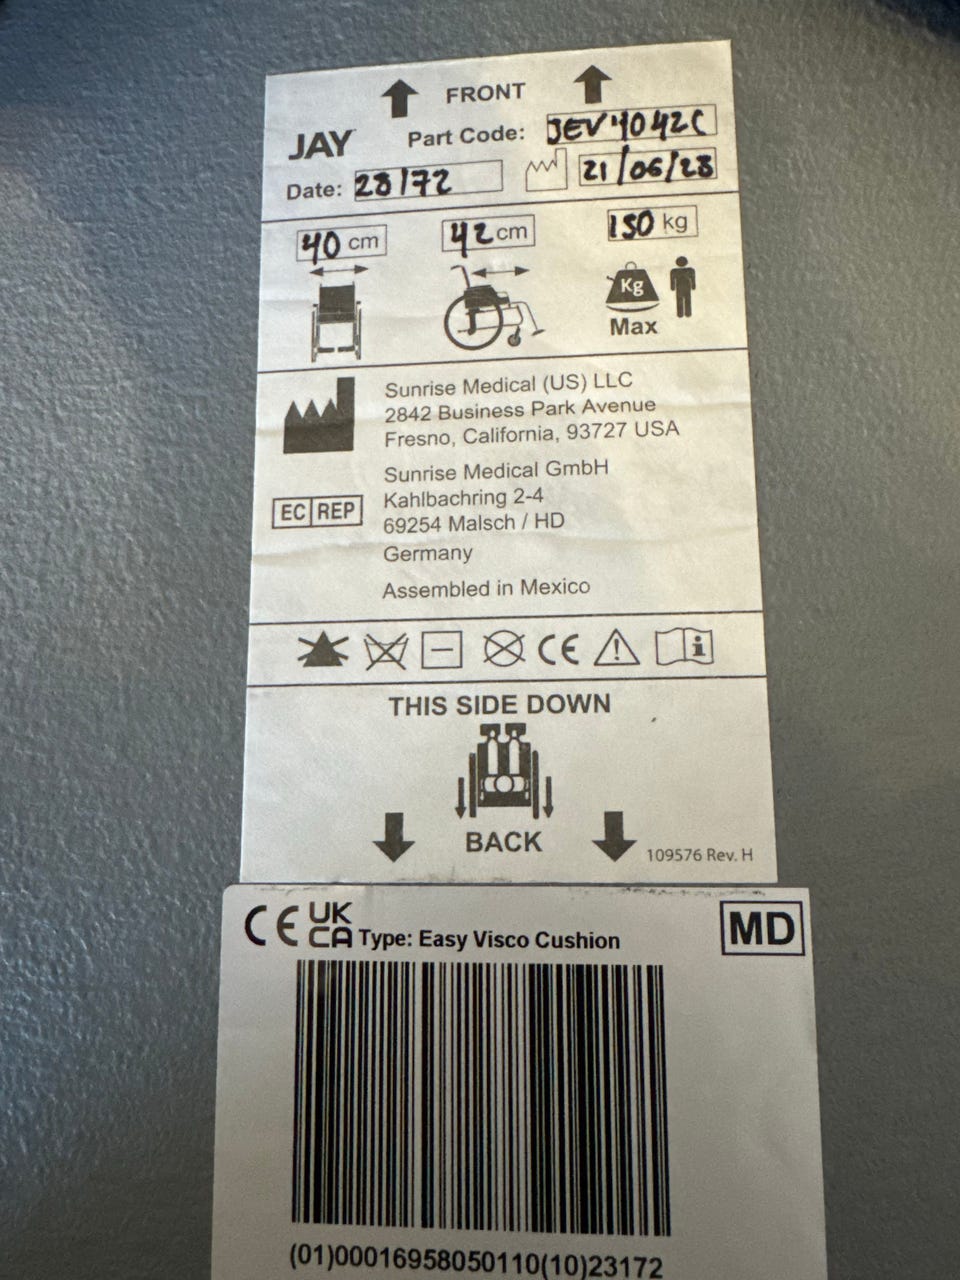 FRONT
JAY Part Code: JEV4042C
Date: 23172 21/06/23
40 cm 42 cm 150 kg
Kg
Max
Sunrise Medical (US) LLC
2842 Business Park Avenue
Fresno, California, 93727 USA
Sunrise Medical GmbH
EC REP Kahlbachring 2-4
69254 Malsch / HD
Germany
Assembled in Mexico
CE
THIS SIDE DOWN
BACK
109576 Rev. H
CE UK CA Type: Easy Visco Cushion MD
(01)00016958050110(10)23172